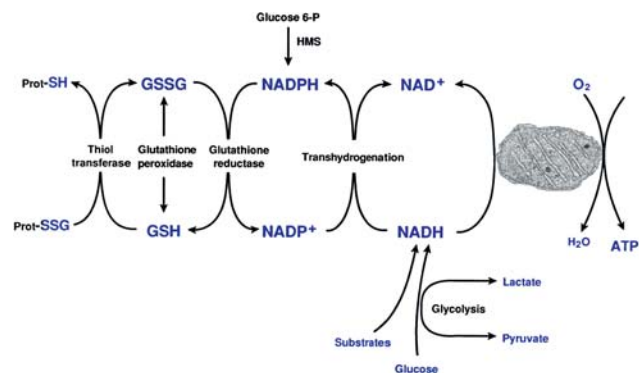 Glucose 6-P
HMS
Prot-SH
GSSG
NADPH
NAD+
O2
Thiol
transferase
Glutathione
peroxidase
Glutathione
reductase
Transhydrogenation
Prot-SSG
GSH
NADP+
NADH
H2O
ATP
Lactate
Glycolysis
Substrates
Pyruvate
Glucose